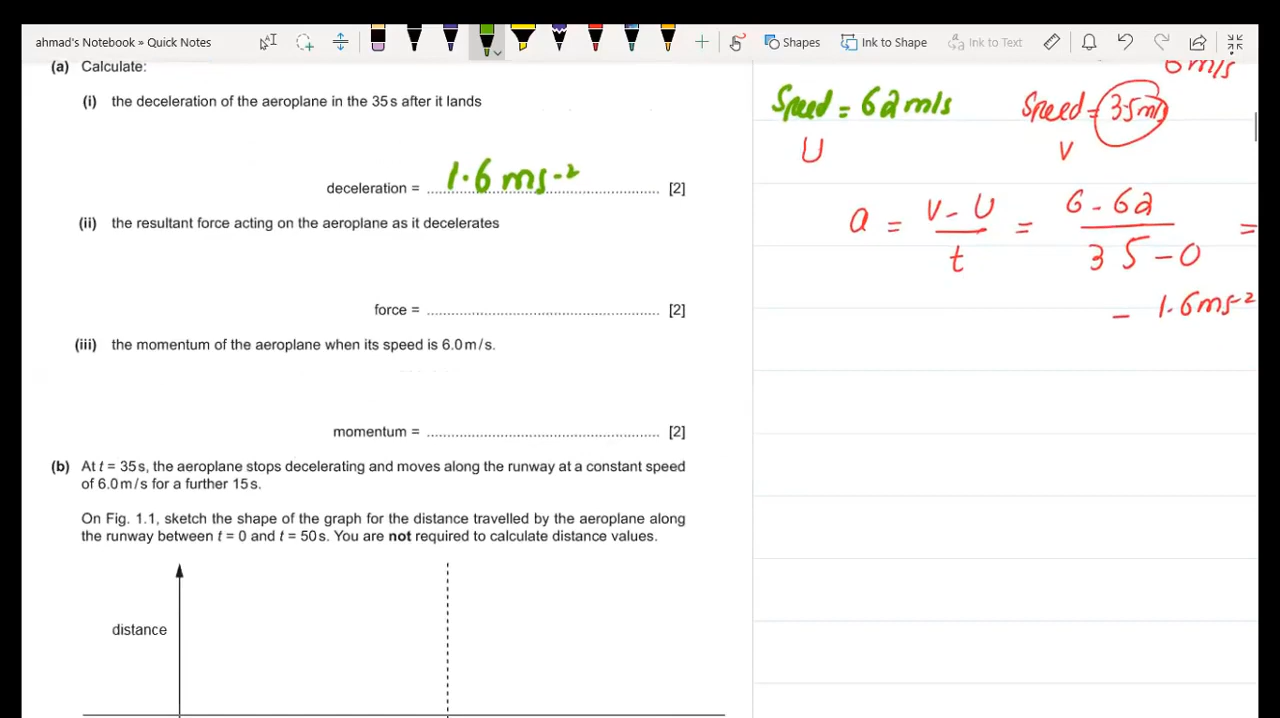 ahmad's Notebook » Quick Notes
Shapes
Ink to Shape
Ink to Text
6 m/s
(a) Calculate:
(i) the deceleration of the aeroplane in the 35 s after it lands
deceleration = 1.6 ms-2 [2]
(ii) the resultant force acting on the aeroplane as it decelerates
force = [2]
(iii) the momentum of the aeroplane when its speed is 6.0 m/s.
momentum = [2]
(b) At t = 35 s, the aeroplane stops decelerating and moves along the runway at a constant speed
of 6.0 m/s for a further 15 s.
On Fig. 1.1, sketch the shape of the graph for the distance travelled by the aeroplane along
the runway between t = 0 and t = 50 s. You are not required to calculate distance values.
distance
Speed = 62 m/s Speed = 35 m/s
U V
a = V - U / t = 6 - 62 / 35 - 0 =
- 1.6 ms-2